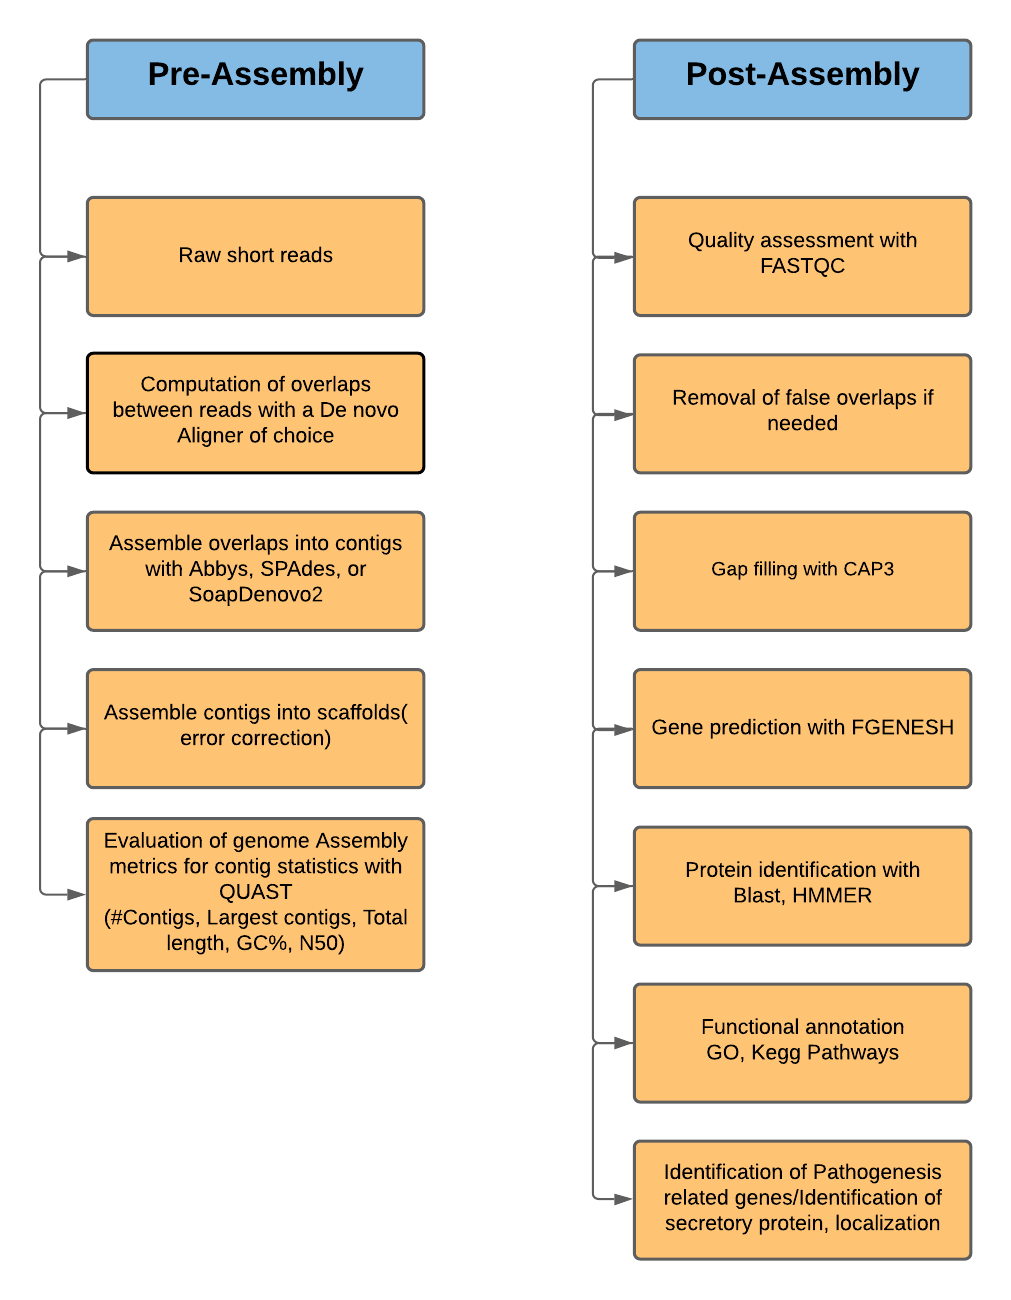 Pre-Assembly
Raw short reads
Computation of overlaps
between reads with a De novo
Aligner of choice
Assemble overlaps into contigs
with Abbys, SPAdes, or
SoapDenovo2
Assemble contigs into scaffolds(
error correction)
Evaluation of genome Assembly
metrics for contig statistics with
QUAST
(#Contigs, Largest contigs, Total
length, GC%, N50)
Post-Assembly
Quality assessment with
FASTQC
Removal of false overlaps if
needed
Gap filling with CAP3
Gene prediction with FGENESH
Protein identification with
Blast, HMMER
Functional annotation
GO, Kegg Pathways
Identification of Pathogenesis
related genes/Identification of
secretory protein, localization